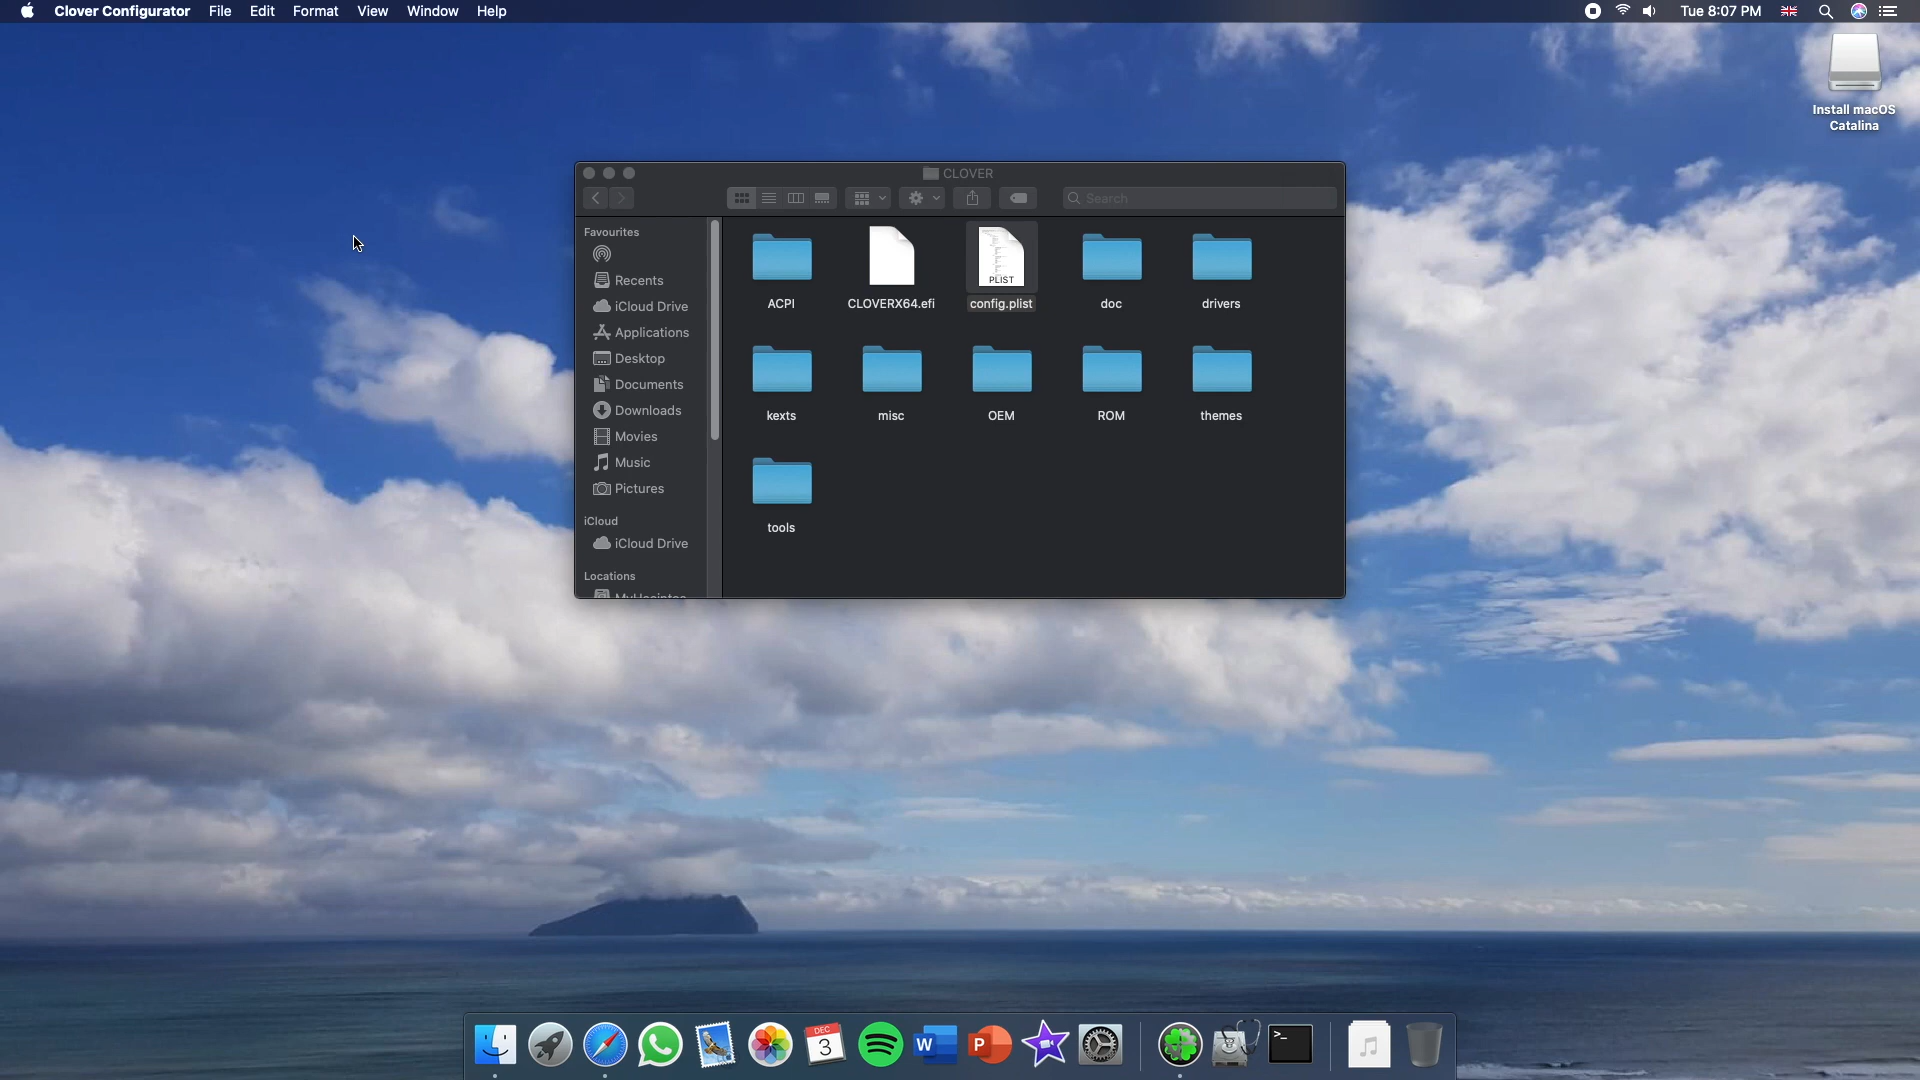 Clover Configurator File Edit Format View Window Help Tue 8:07 PM
Install macOS
Catalina
CLOVER
Search
Favourites
Recents
iCloud Drive
Applications
Desktop
Documents
Downloads
Movies
Music
Pictures
iCloud
iCloud Drive
Locations
PLIST
ACPI CLOVERX64.efi config.plist doc drivers
kexts misc OEM ROM themes
tools
DEC
3
W
P
>_